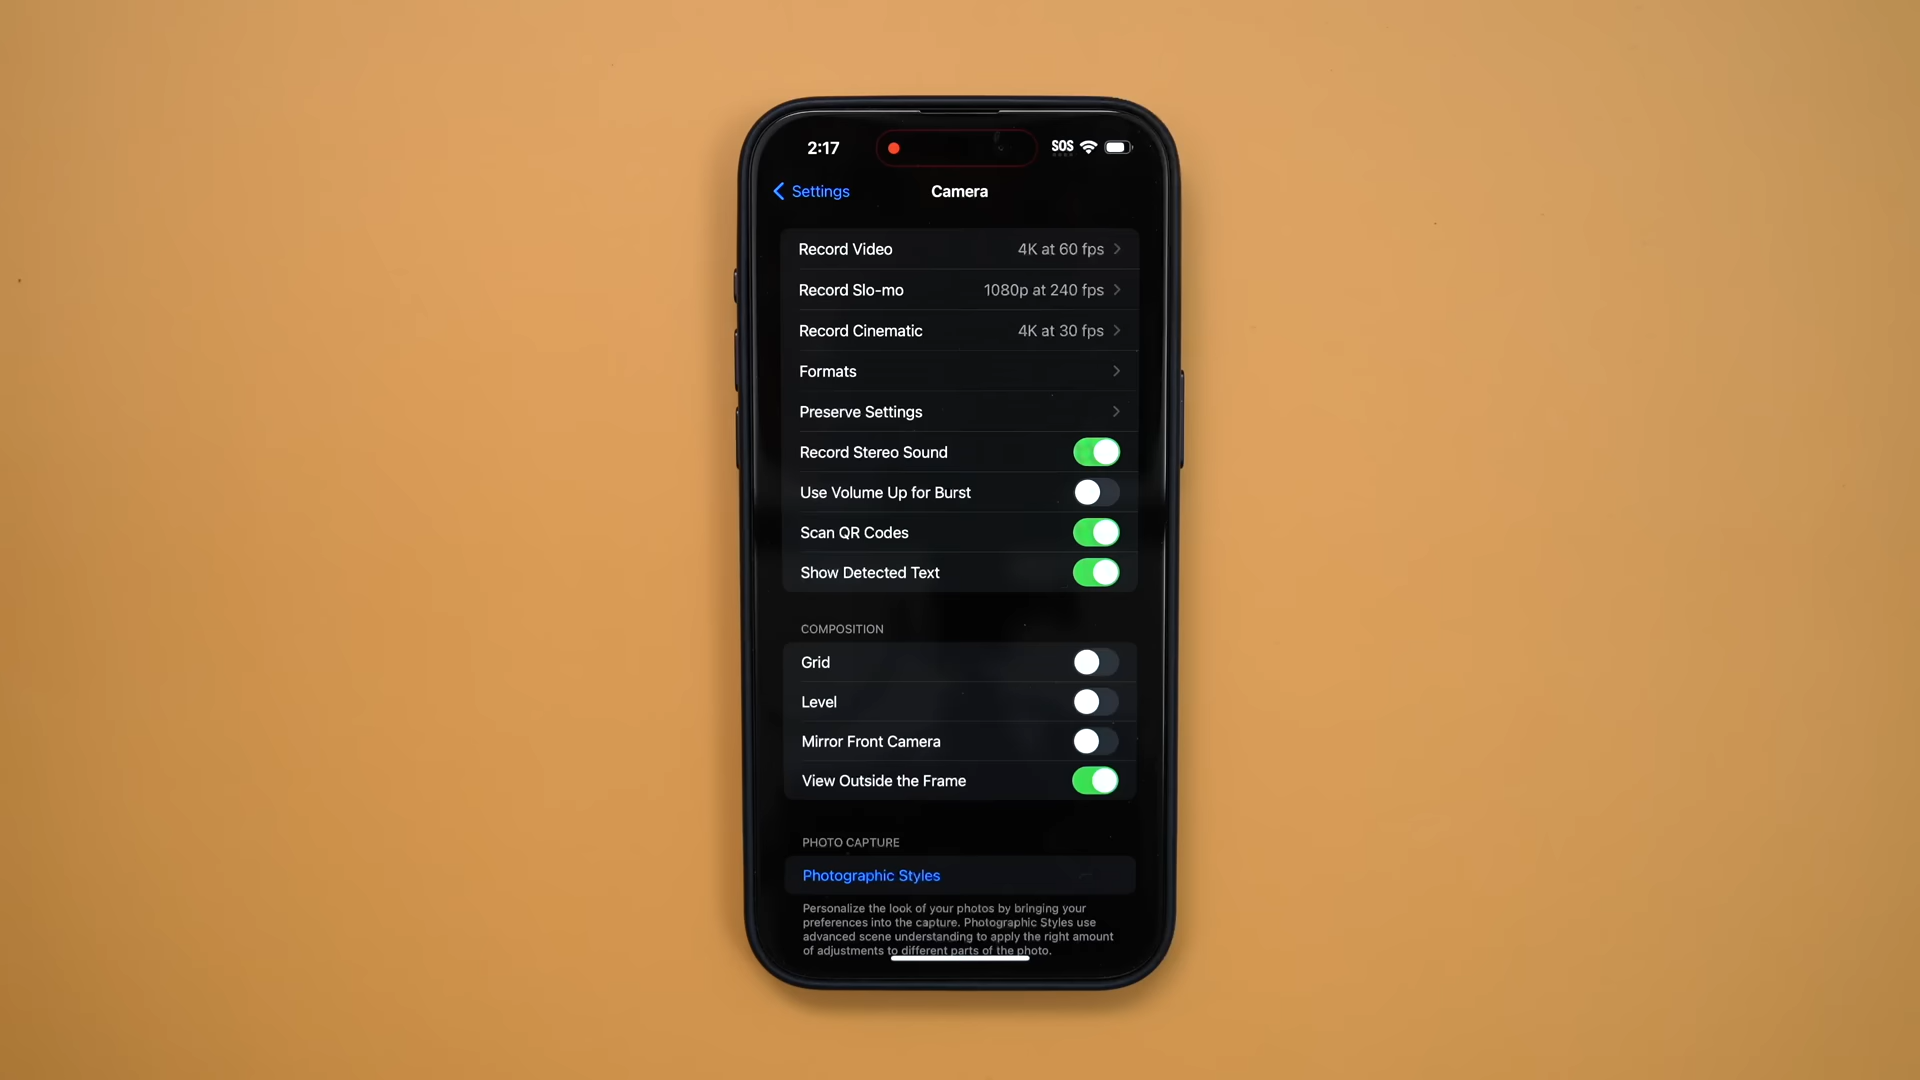 2:17 SOS
Settings Camera
Record Video 4K at 60 fps
Record Slo-mo 1080p at 240 fps
Record Cinematic 4K at 30 fps
Formats
Preserve Settings
Record Stereo Sound
Use Volume Up for Burst
Scan QR Codes
Show Detected Text
COMPOSITION
Grid
Level
Mirror Front Camera
View Outside the Frame
PHOTO CAPTURE
Photographic Styles
Personalize the look of your photos by bringing your
preferences into the capture. Photographic Styles use
advanced scene understanding to apply the right amount
of adjustments to different parts of the photo.